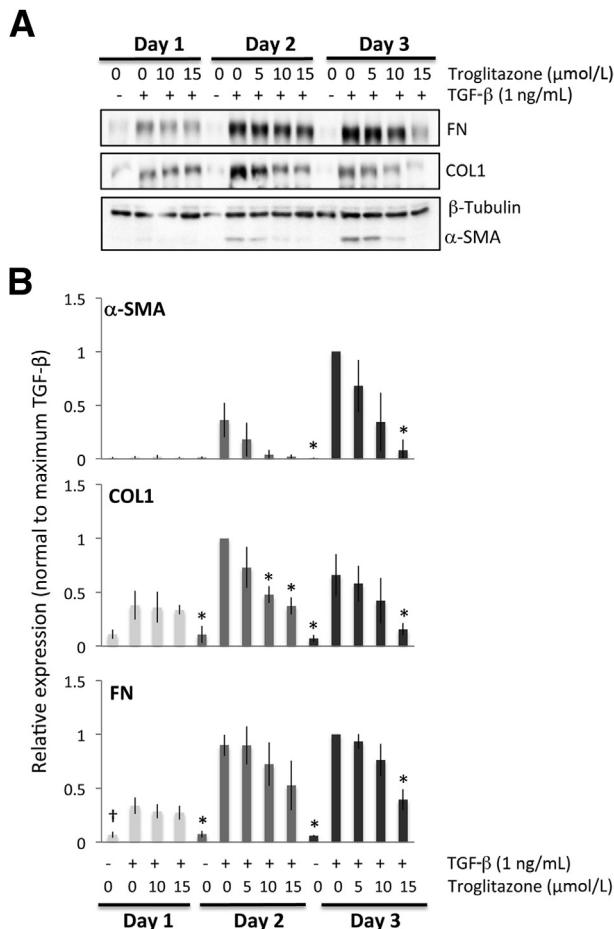 A
Day 1 Day 2 Day 3
0 0 10 15 0 0 5 10 15 0 0 5 10 15 Troglitazone (µmol/L)
- + + + - + + + + - + + + + TGF-β (1 ng/mL)
FN
COL1
β-Tubulin
α-SMA
B
Relative expression (normal to maximum TGF-β)
1.5
α-SMA
1
0.5
* *
0
1.5
COL1
1
0.5
* * * * *
0
1.5
FN
1
0.5
† * * *
0
- + + + - + + + + - + + + + TGF-β (1 ng/mL)
0 0 10 15 0 0 5 10 15 0 0 5 10 15 Troglitazone (µmol/L)
Day 1 Day 2 Day 3